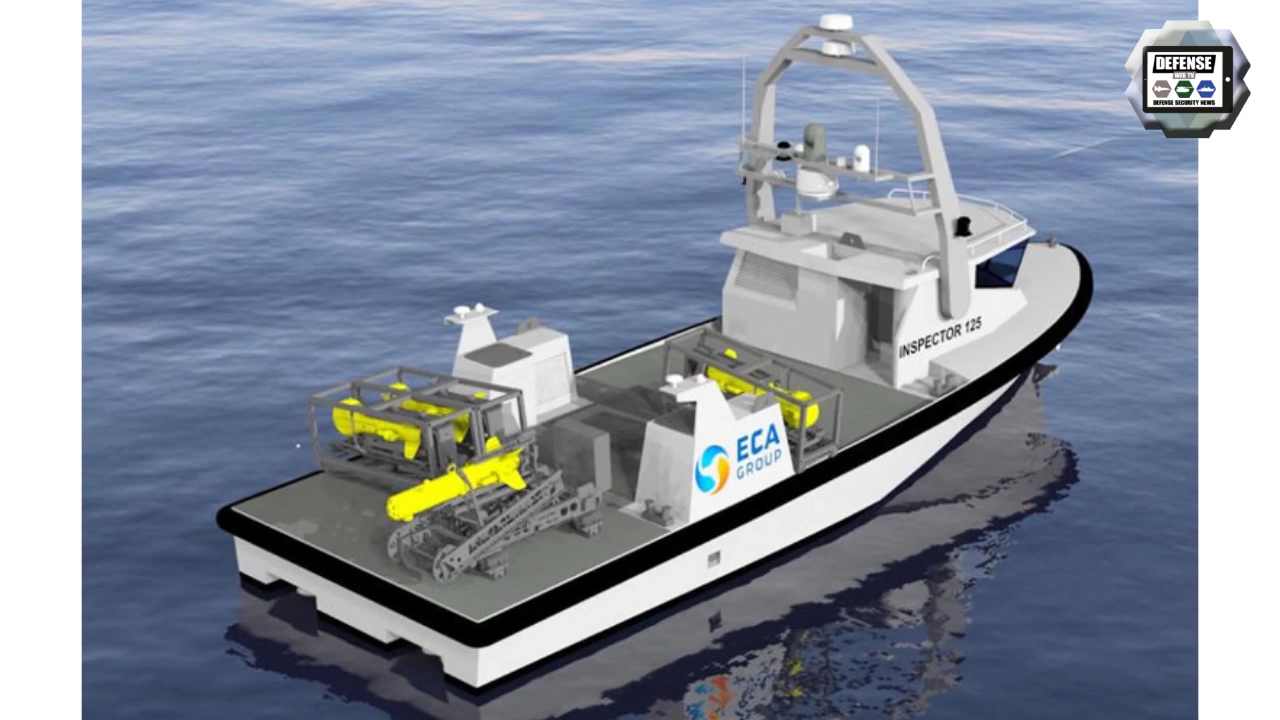 DEFENSE
WEB TV
DEFENSE SECURITY NEWS
INSPECTOR 125
ECA
GROUP